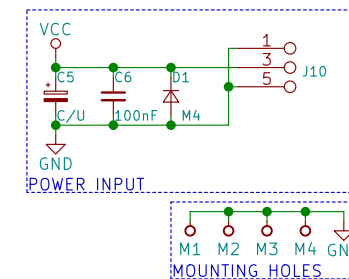 VCC
1
3
5
J10
C5
C6
D1
+
C/U
100nF
M4
GND
POWER INPUT
M1 M2 M3 M4 GN
MOUNTING HOLES